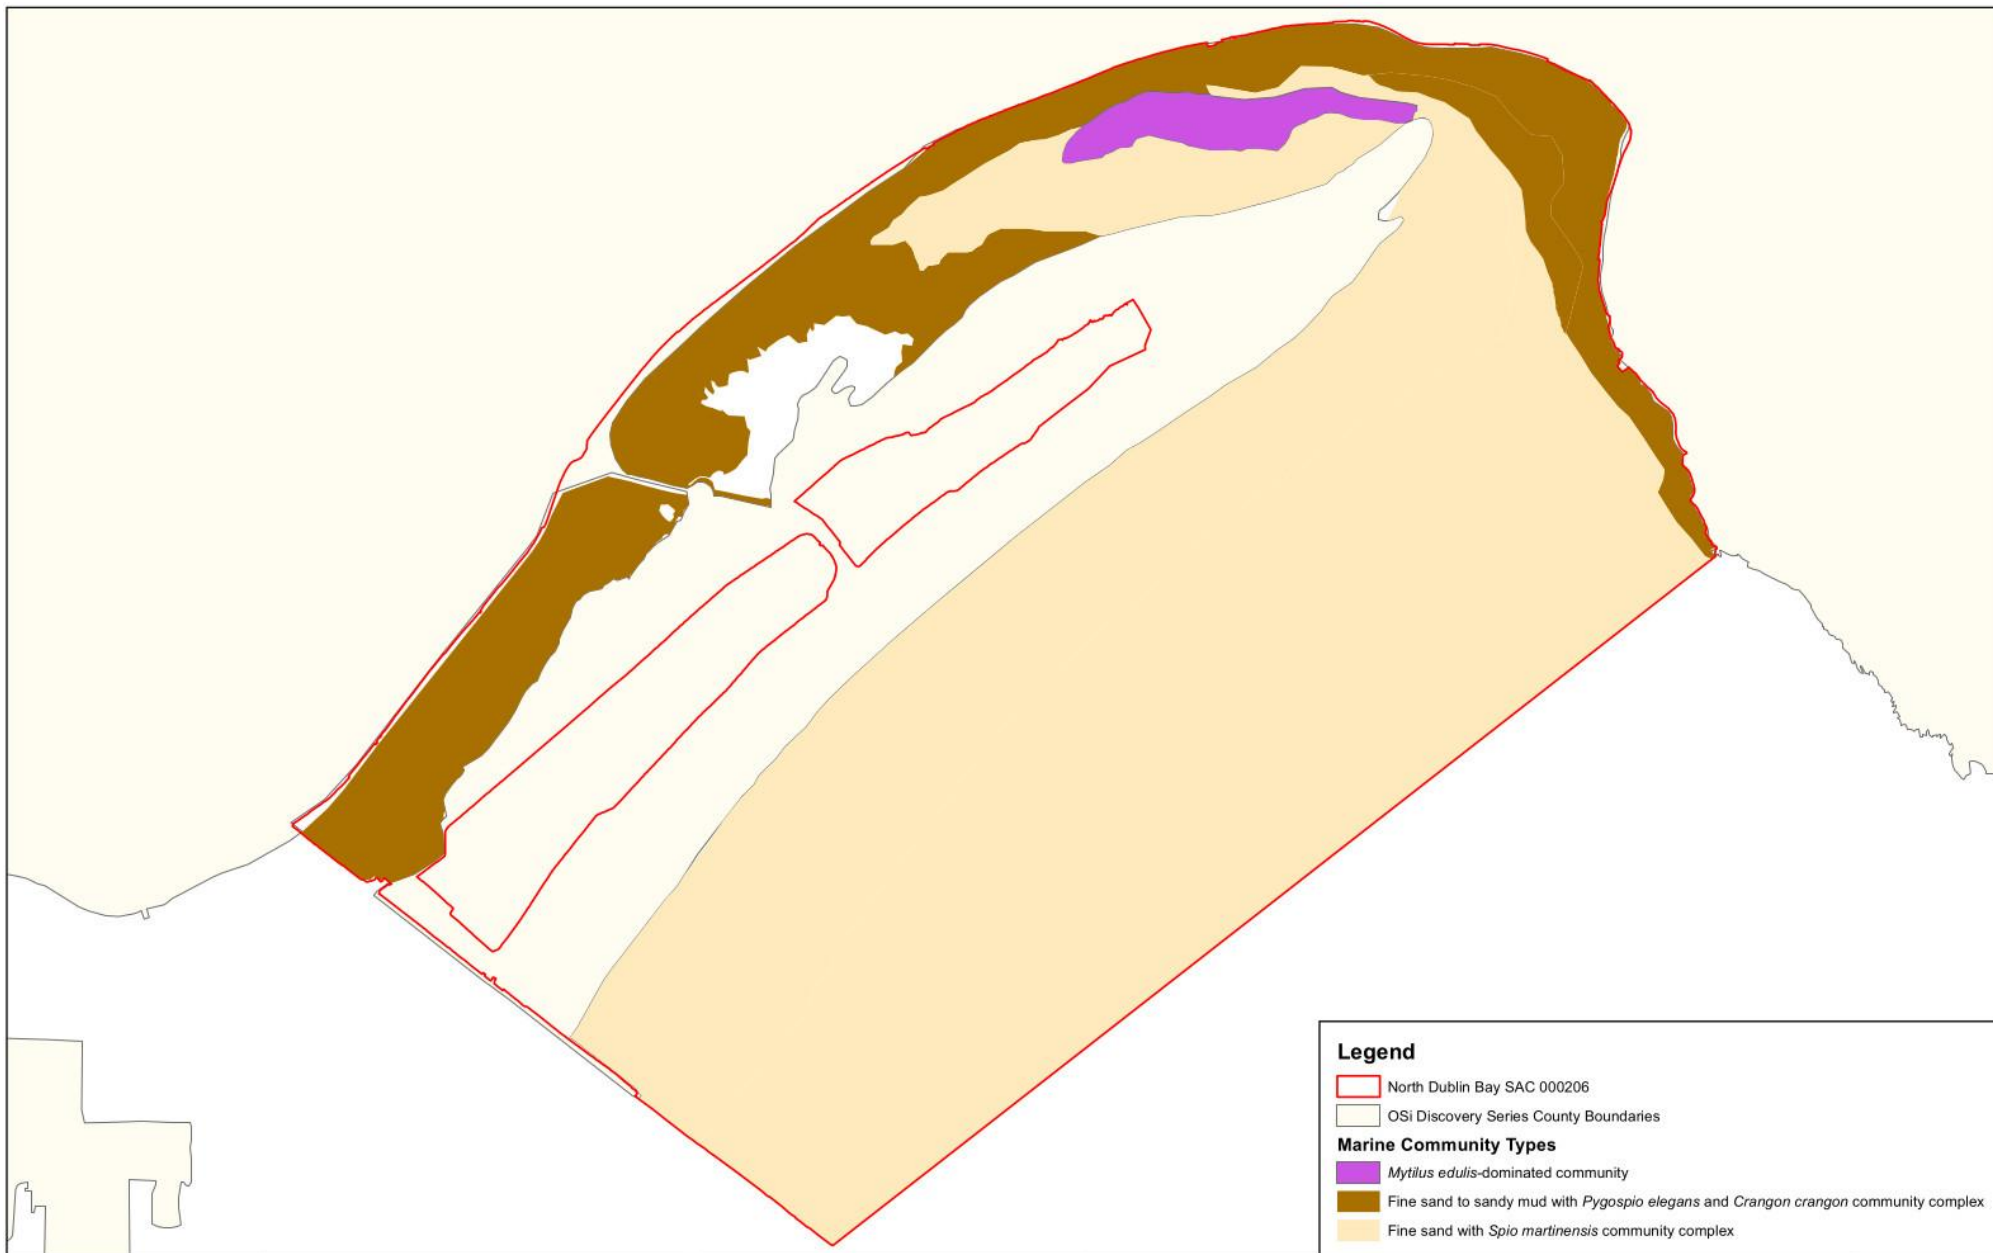 Legend
North Dublin Bay SAC 000206
OSi Discovery Series County Boundaries
Marine Community Types
Mytilus edulis-dominated community
Fine sand to sandy mud with Pygospio elegans and Crangon crangon community complex
Fine sand with Spio martinensis community complex